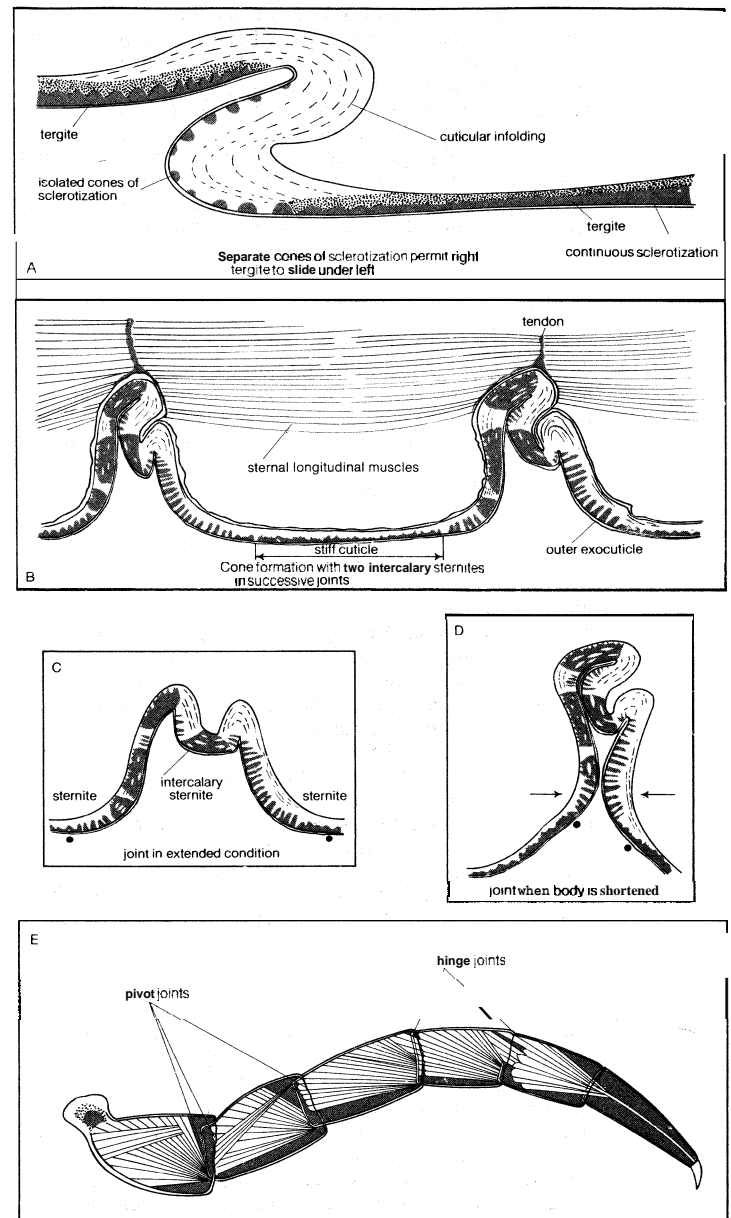 tergite
cuticular infolding
isolated cones of
sclerotization
tergite
continuous sclerotization
Separate cones of sclerotization permit right
tergite to slide under left
A
tendon
sternal longitudinal muscles
stiff cuticle
outer exocuticle
Cone formation with two intercalary sternites
in successive joints
B
C
sternite
intercalary
sternite
sternite
joint in extended condition
D
joint when body is shortened
E
hinge joints
pivot joints